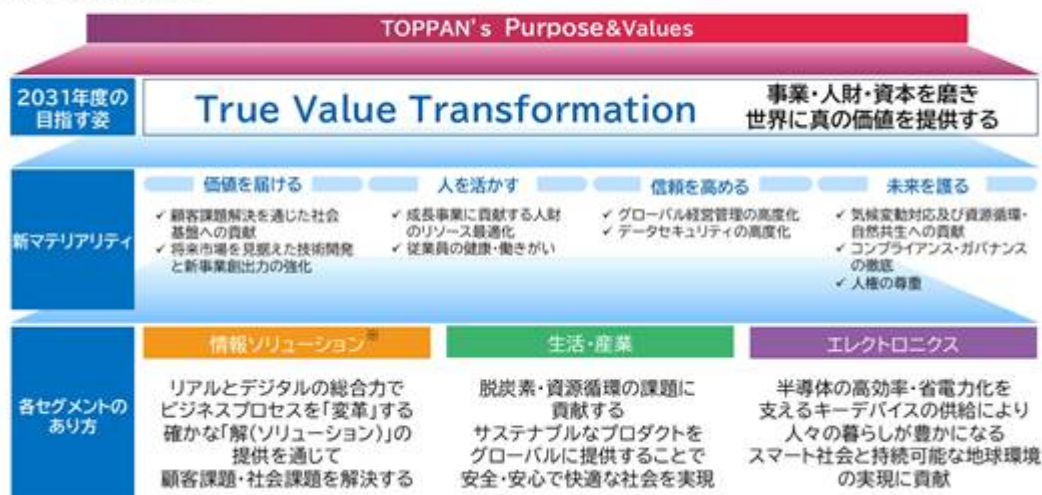 TOPPAN's Purpose&Values
2031年度の
目指す姿
True Value Transformation
事業・人財・資本を磨き
世界に真の価値を提供する
新マテリアリティ
価値を届ける
✓ 顧客課題解決を通じた社会
基盤への貢献
✓ 将来市場を見据えた技術開発
と新事業創出力の強化
人を活かす
✓ 成長事業に貢献する人財
のリソース最適化
✓ 従業員の健康・働きがい
信頼を高める
✓ グローバル経営管理の高度化
✓ データセキュリティの高度化
未来を護る
✓ 気候変動対応及び資源循環・
自然共生への貢献
✓ コンプライアンス・ガバナンス
の徹底
✓ 人権の尊重
各セグメントの
あり方
情報ソリューション※
リアルとデジタルの総合力で
ビジネスプロセスを「変革」する
確かな「解(ソリューション)」の
提供を通じて
顧客課題・社会課題を解決する
生活・産業
脱炭素・資源循環の課題に
貢献する
サステナブルなプロダクトを
グローバルに提供することで
安全・安心で快適な社会を実現
エレクトロニクス
半導体の高効率・省電力化を
支えるキーデバイスの供給により
人々の暮らしが豊かになる
スマート社会と持続可能な地球環境
の実現に貢献